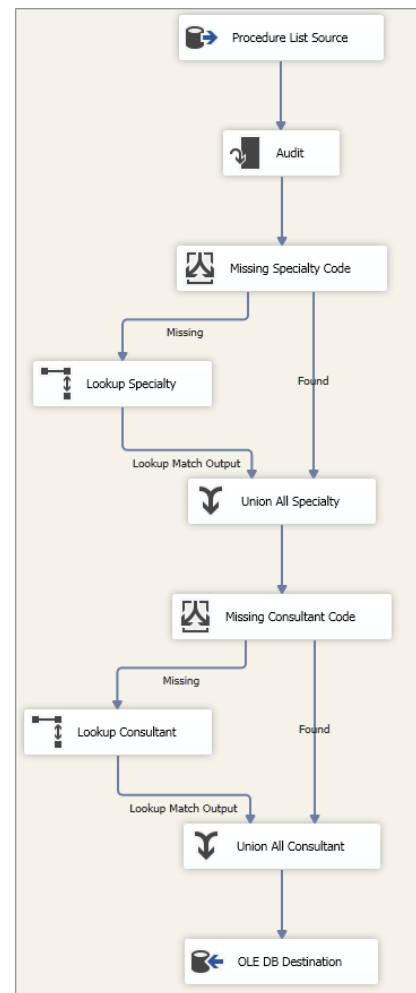 Procedure List Source
Audit
Missing Specialty Code
Missing
Lookup Specialty
Found
Lookup Match Output
Union All Specialty
Missing Consultant Code
Missing
Lookup Consultant
Found
Lookup Match Output
Union All Consultant
OLE DB Destination